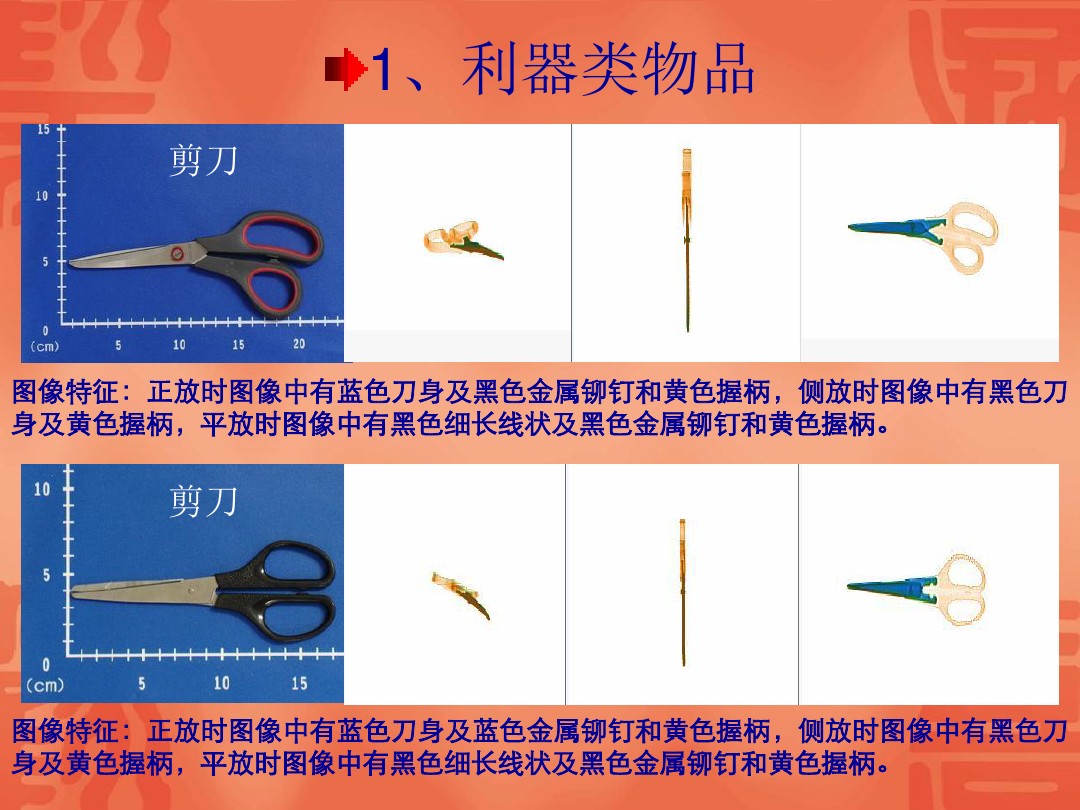 1、利器类物品
剪刀
15
10
5
0
(cm)
5
10
15
20
图像特征：正放时图像中有蓝色刀身及黑色金属铆钉和黄色握柄，侧放时图像中有黑色刀
身及黄色握柄，平放时图像中有黑色细长线状及黑色金属铆钉和黄色握柄。
剪刀
10
5
0
(cm)
5
10
15
图像特征：正放时图像中有蓝色刀身及蓝色金属铆钉和黄色握柄，侧放时图像中有黑色刀
身及黄色握柄，平放时图像中有黑色细长线状及黑色金属铆钉和黄色握柄。